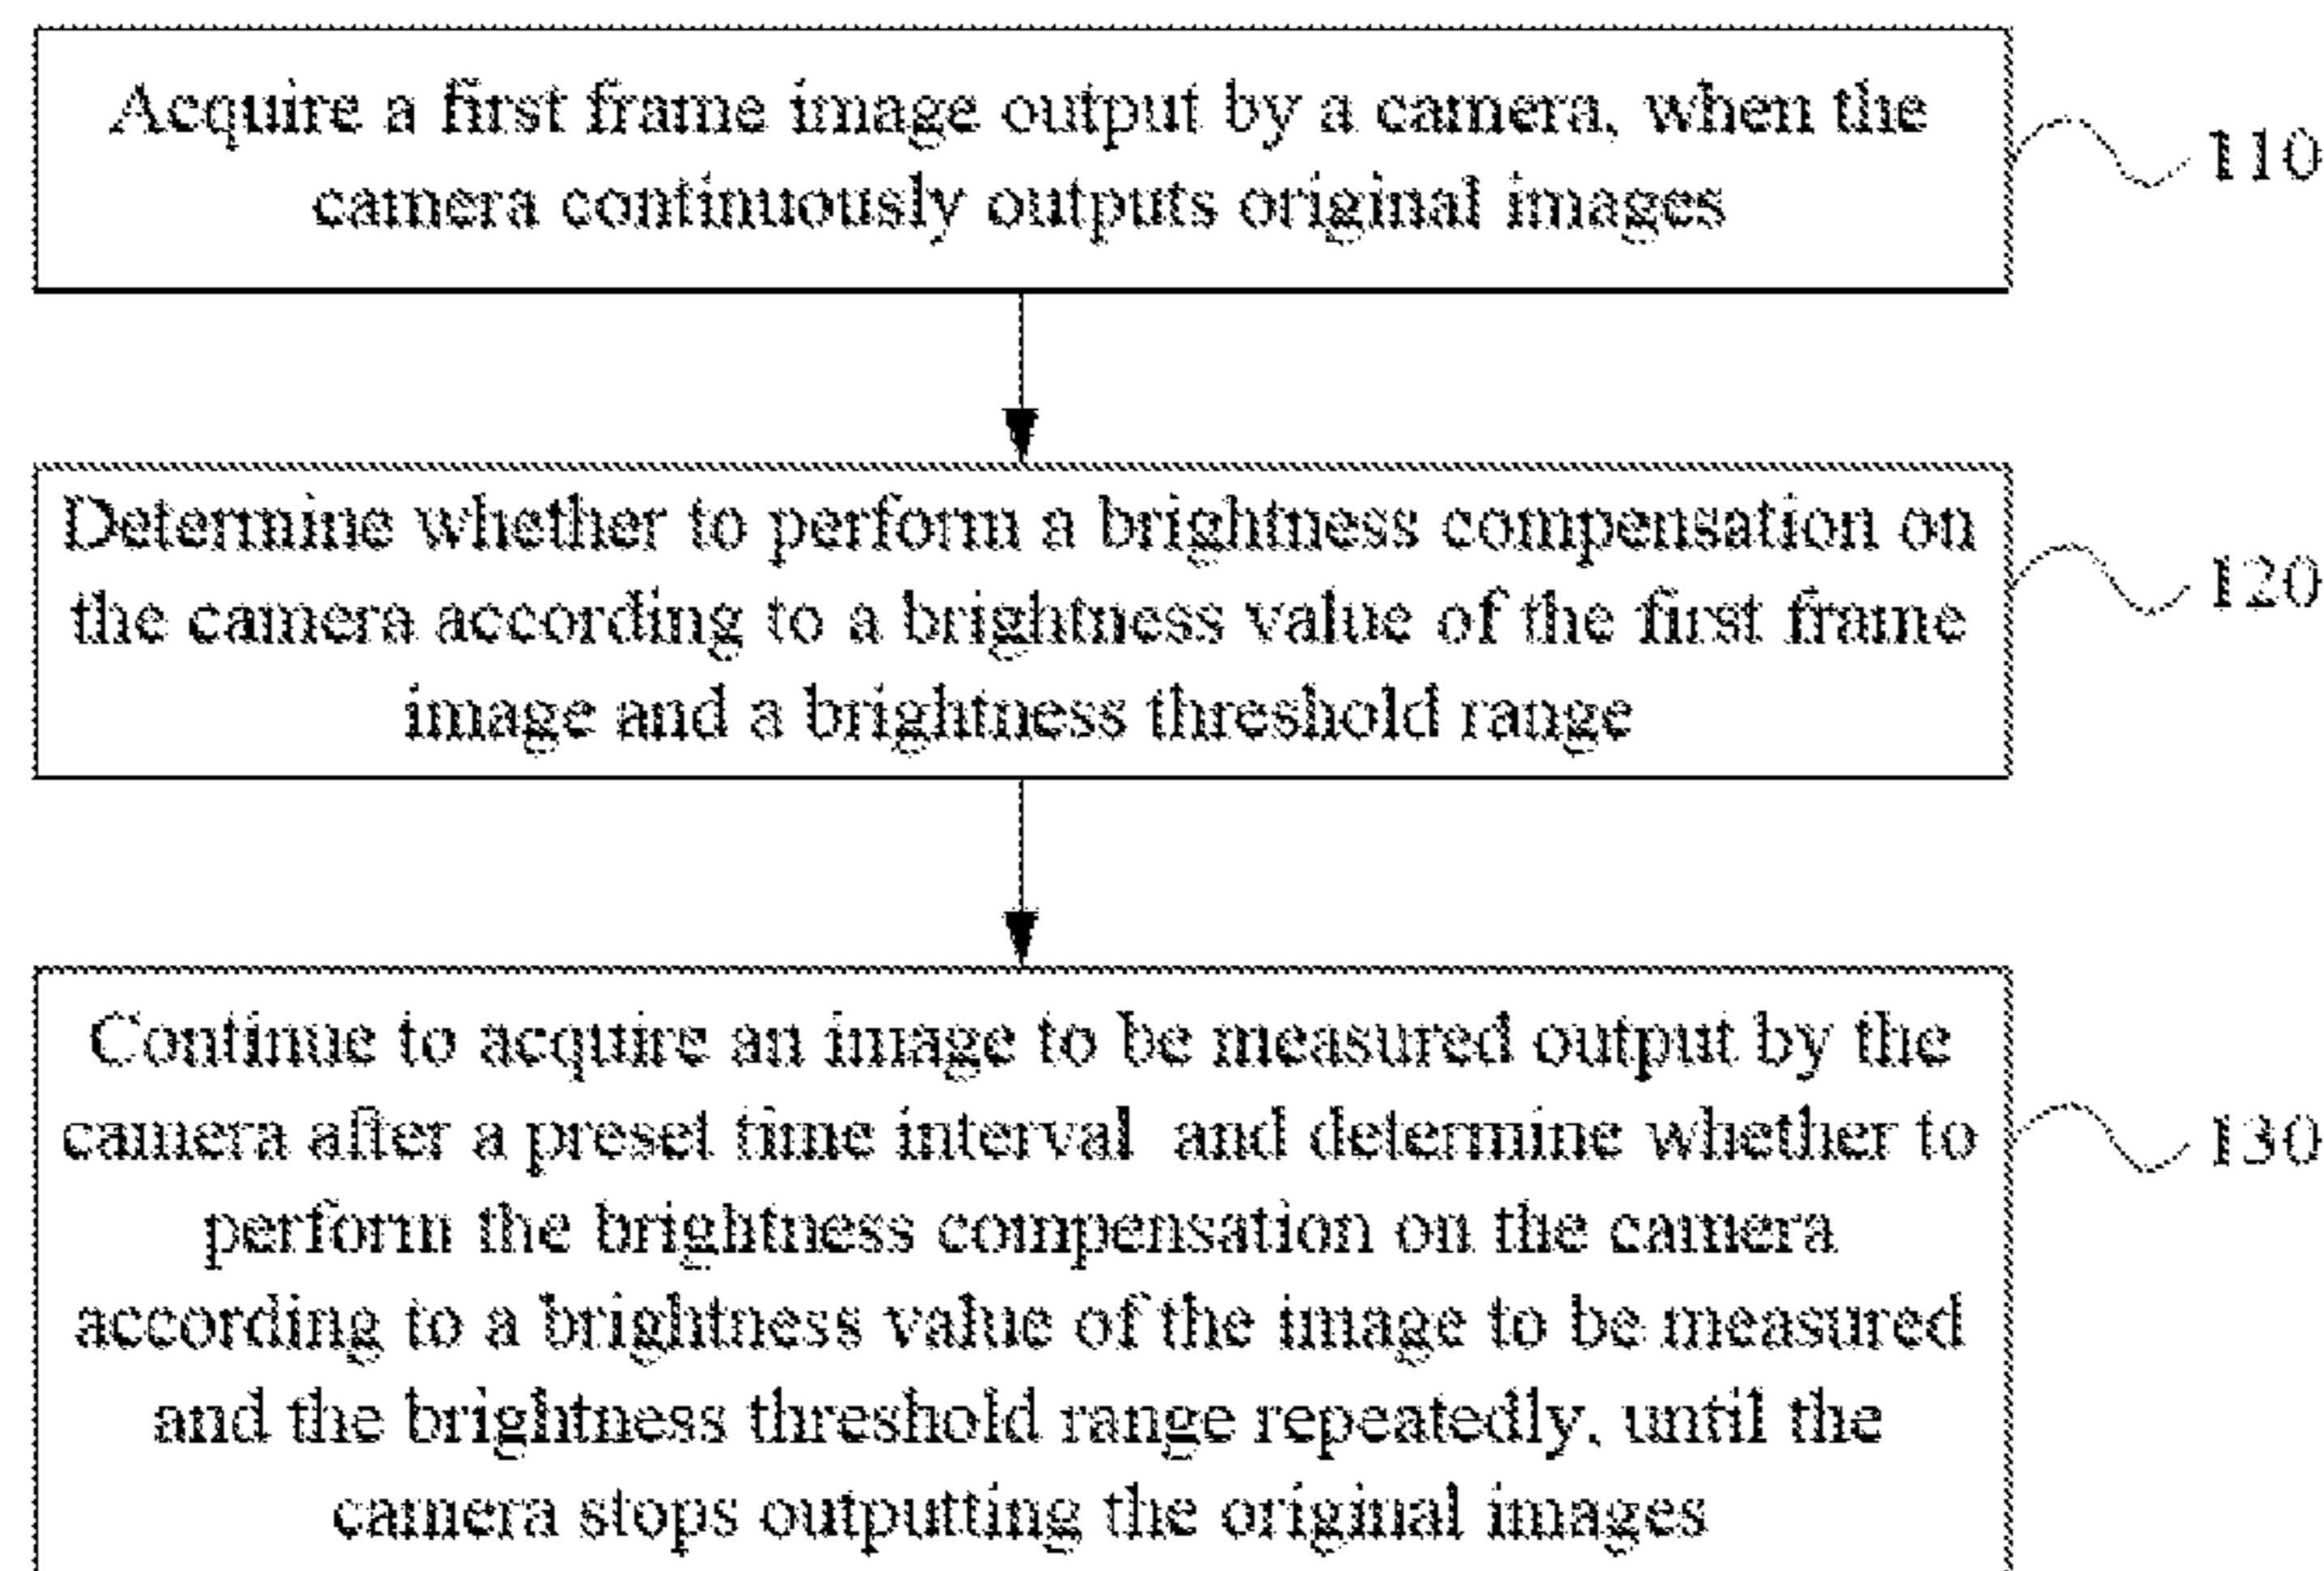 Acquire a first frame image output by a camera, when the
camera continuously outputs original images
110
Determine whether to perform a brightness compensation on
the camera according to a brightness value of the first frame
image and a brightness threshold range
120
Continue to acquire an image to be measured output by the
camera after a preset time interval and determine whether to
perform the brightness compensation on the camera
according to a brightness value of the image to be measured
and the brightness threshold range repeatedly, until the
camera stops outputting the original images
130